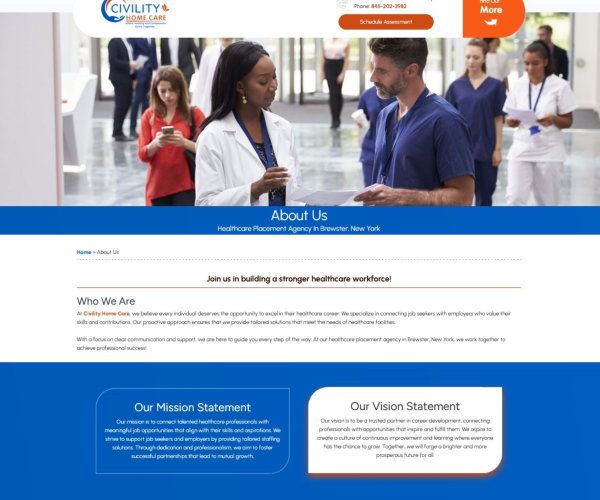 CIVILITY
HOME CARE
Phone: 845-202-3982
Schedule Assessment
More
About Us
Healthcare Placement Agency In Brewster, New York
Home » About Us
Join us in building a stronger healthcare workforce!
Who We Are
At Civility Home Care, we believe every individual deserves the opportunity to excel in their healthcare career. We specialize in connecting job seekers with employers who value their
skills and contributions. Our proactive approach ensures that we provide tailored solutions that meet the needs of healthcare facilities.
With a focus on clear communication and support, we are here to guide you every step of the way. At our healthcare placement agency in Brewster, New York, we work together to
achieve professional success!
Our Mission Statement
Our mission is to connect talented healthcare professionals with
meaningful job opportunities that align with their skills and aspirations. We
strive to support job seekers and employers by providing tailored staffing
solutions. Through dedication and professionalism, we aim to foster
successful partnerships that lead to mutual growth.
Our Vision Statement
Our vision is to be a trusted partner in career development, connecting
professionals with opportunities that inspire and fulfill them. We aspire to
create a culture of continuous improvement and learning where everyone
has the chance to grow. Together, we will forge a brighter and more
prosperous future for all.